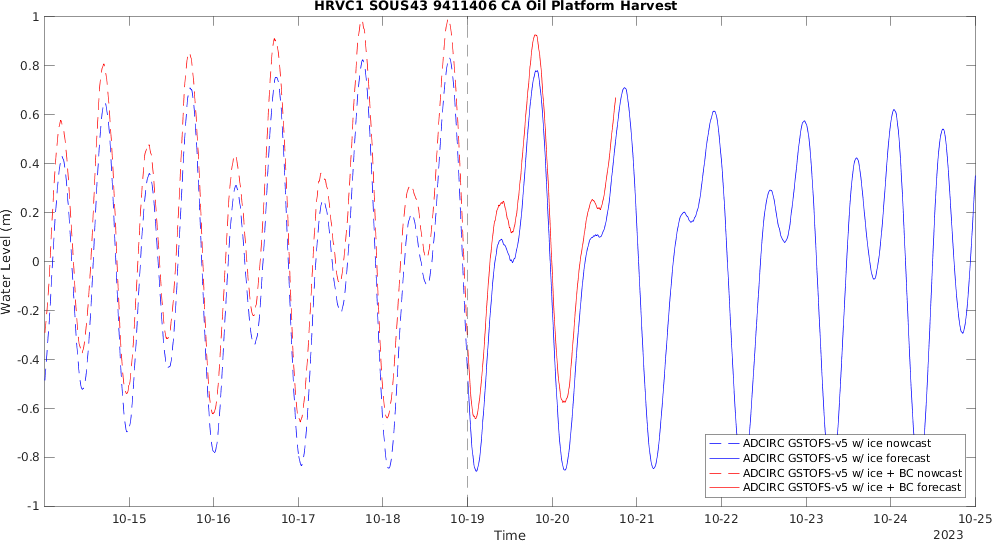 HRVC1 SOUS43 9411406 CA Oil Platform Harvest
Water Level (m)
1
0.8
0.6
0.4
0.2
0
-0.2
-0.4
-0.6
-0.8
-1
ADCIRC GSTOFS-v5 w/ ice nowcast
ADCIRC GSTOFS-v5 w/ ice forecast
ADCIRC GSTOFS-v5 w/ ice + BC nowcast
ADCIRC GSTOFS-v5 w/ ice + BC forecast
10-15 10-16 10-17 10-18 10-19 10-20 10-21 10-22 10-23 10-24 10-25
Time
2023